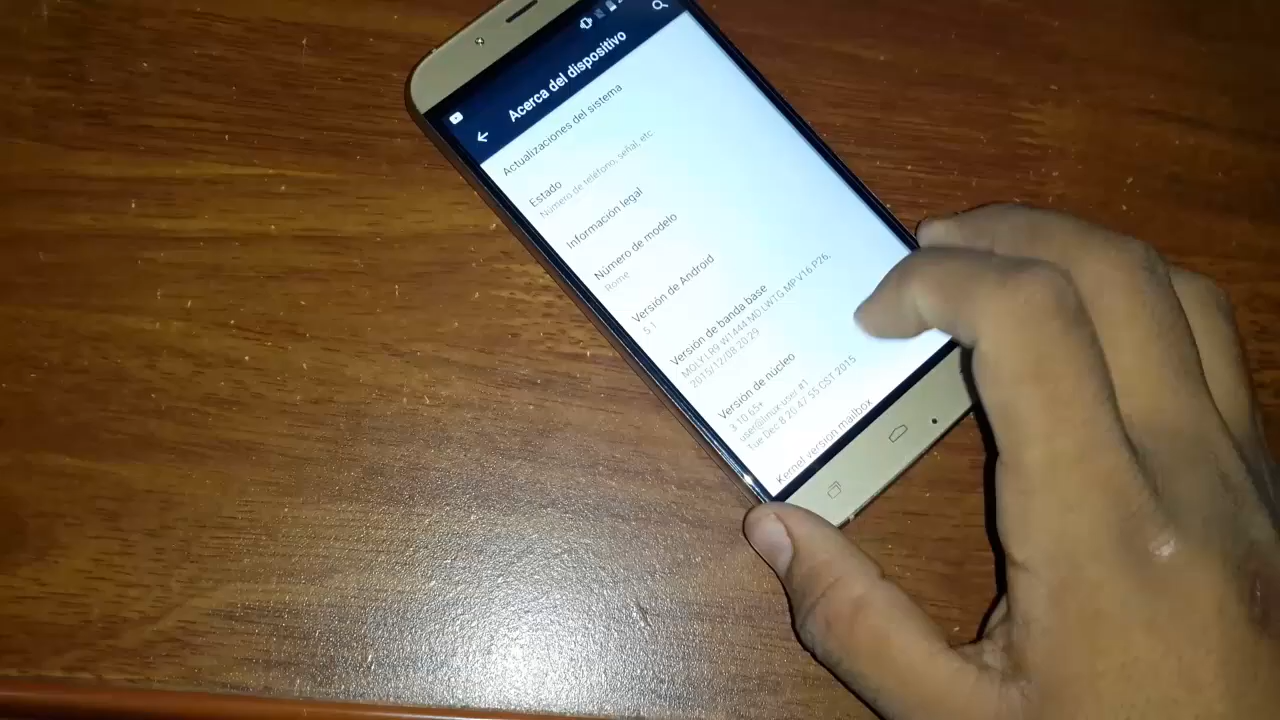 Acerca del dispositivo
Actualizaciones del sistema
Estado
Número de teléfono, señal, etc
Información legal
Número de modelo
Rome
Versión de Android
5.1
Versión de banda base
MOLY.LR9.W1444.MD.LWTG.MP.V16.P26,
2015/12/08 20:29
Versión de núcleo
3.10.65+
user@linux-user #1
Tue Dec 8 20:47:55 CST 2015
Kernel version mailbox